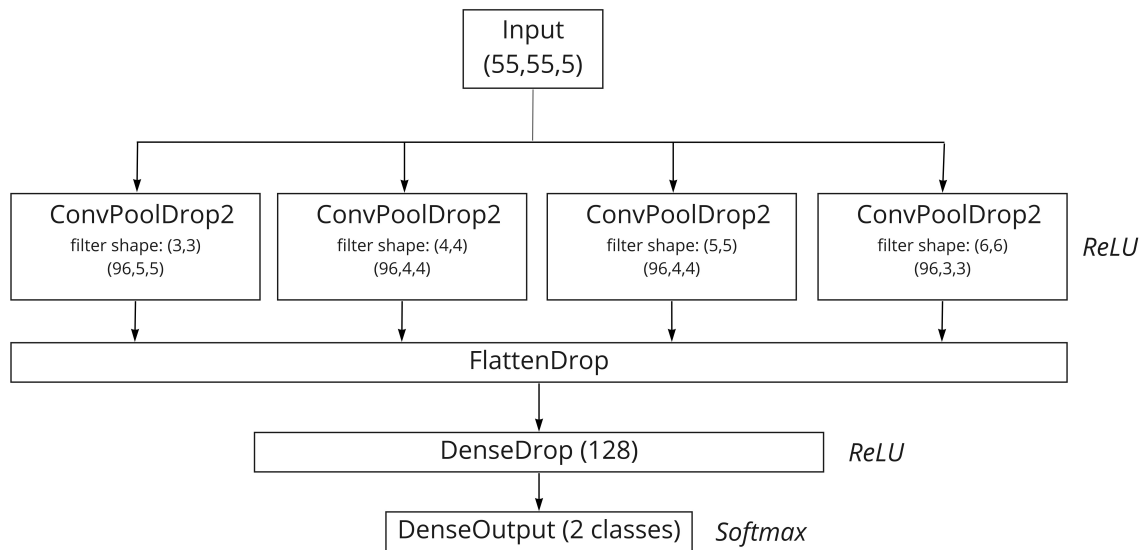 Input
(55,55,5)
ConvPoolDrop2
filter shape: (3,3)
(96,5,5)
ConvPoolDrop2
filter shape: (4,4)
(96,4,4)
ConvPoolDrop2
filter shape: (5,5)
(96,4,4)
ConvPoolDrop2
filter shape: (6,6)
(96,3,3)
ReLU
FlattenDrop
DenseDrop (128)
ReLU
DenseOutput (2 classes)
Softmax